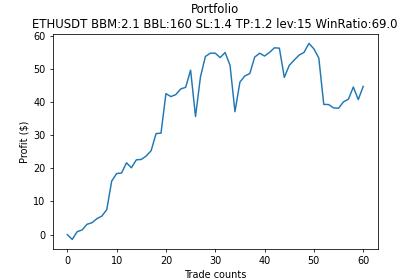 Portfolio
ETHUSDT BBM:2.1 BBL:160 SL:1.4 TP:1.2 lev:15 WinRatio:69.0
60
50
40
30
20
10
0
Profit ($)
0 10 20 30 40 50 60
Trade counts